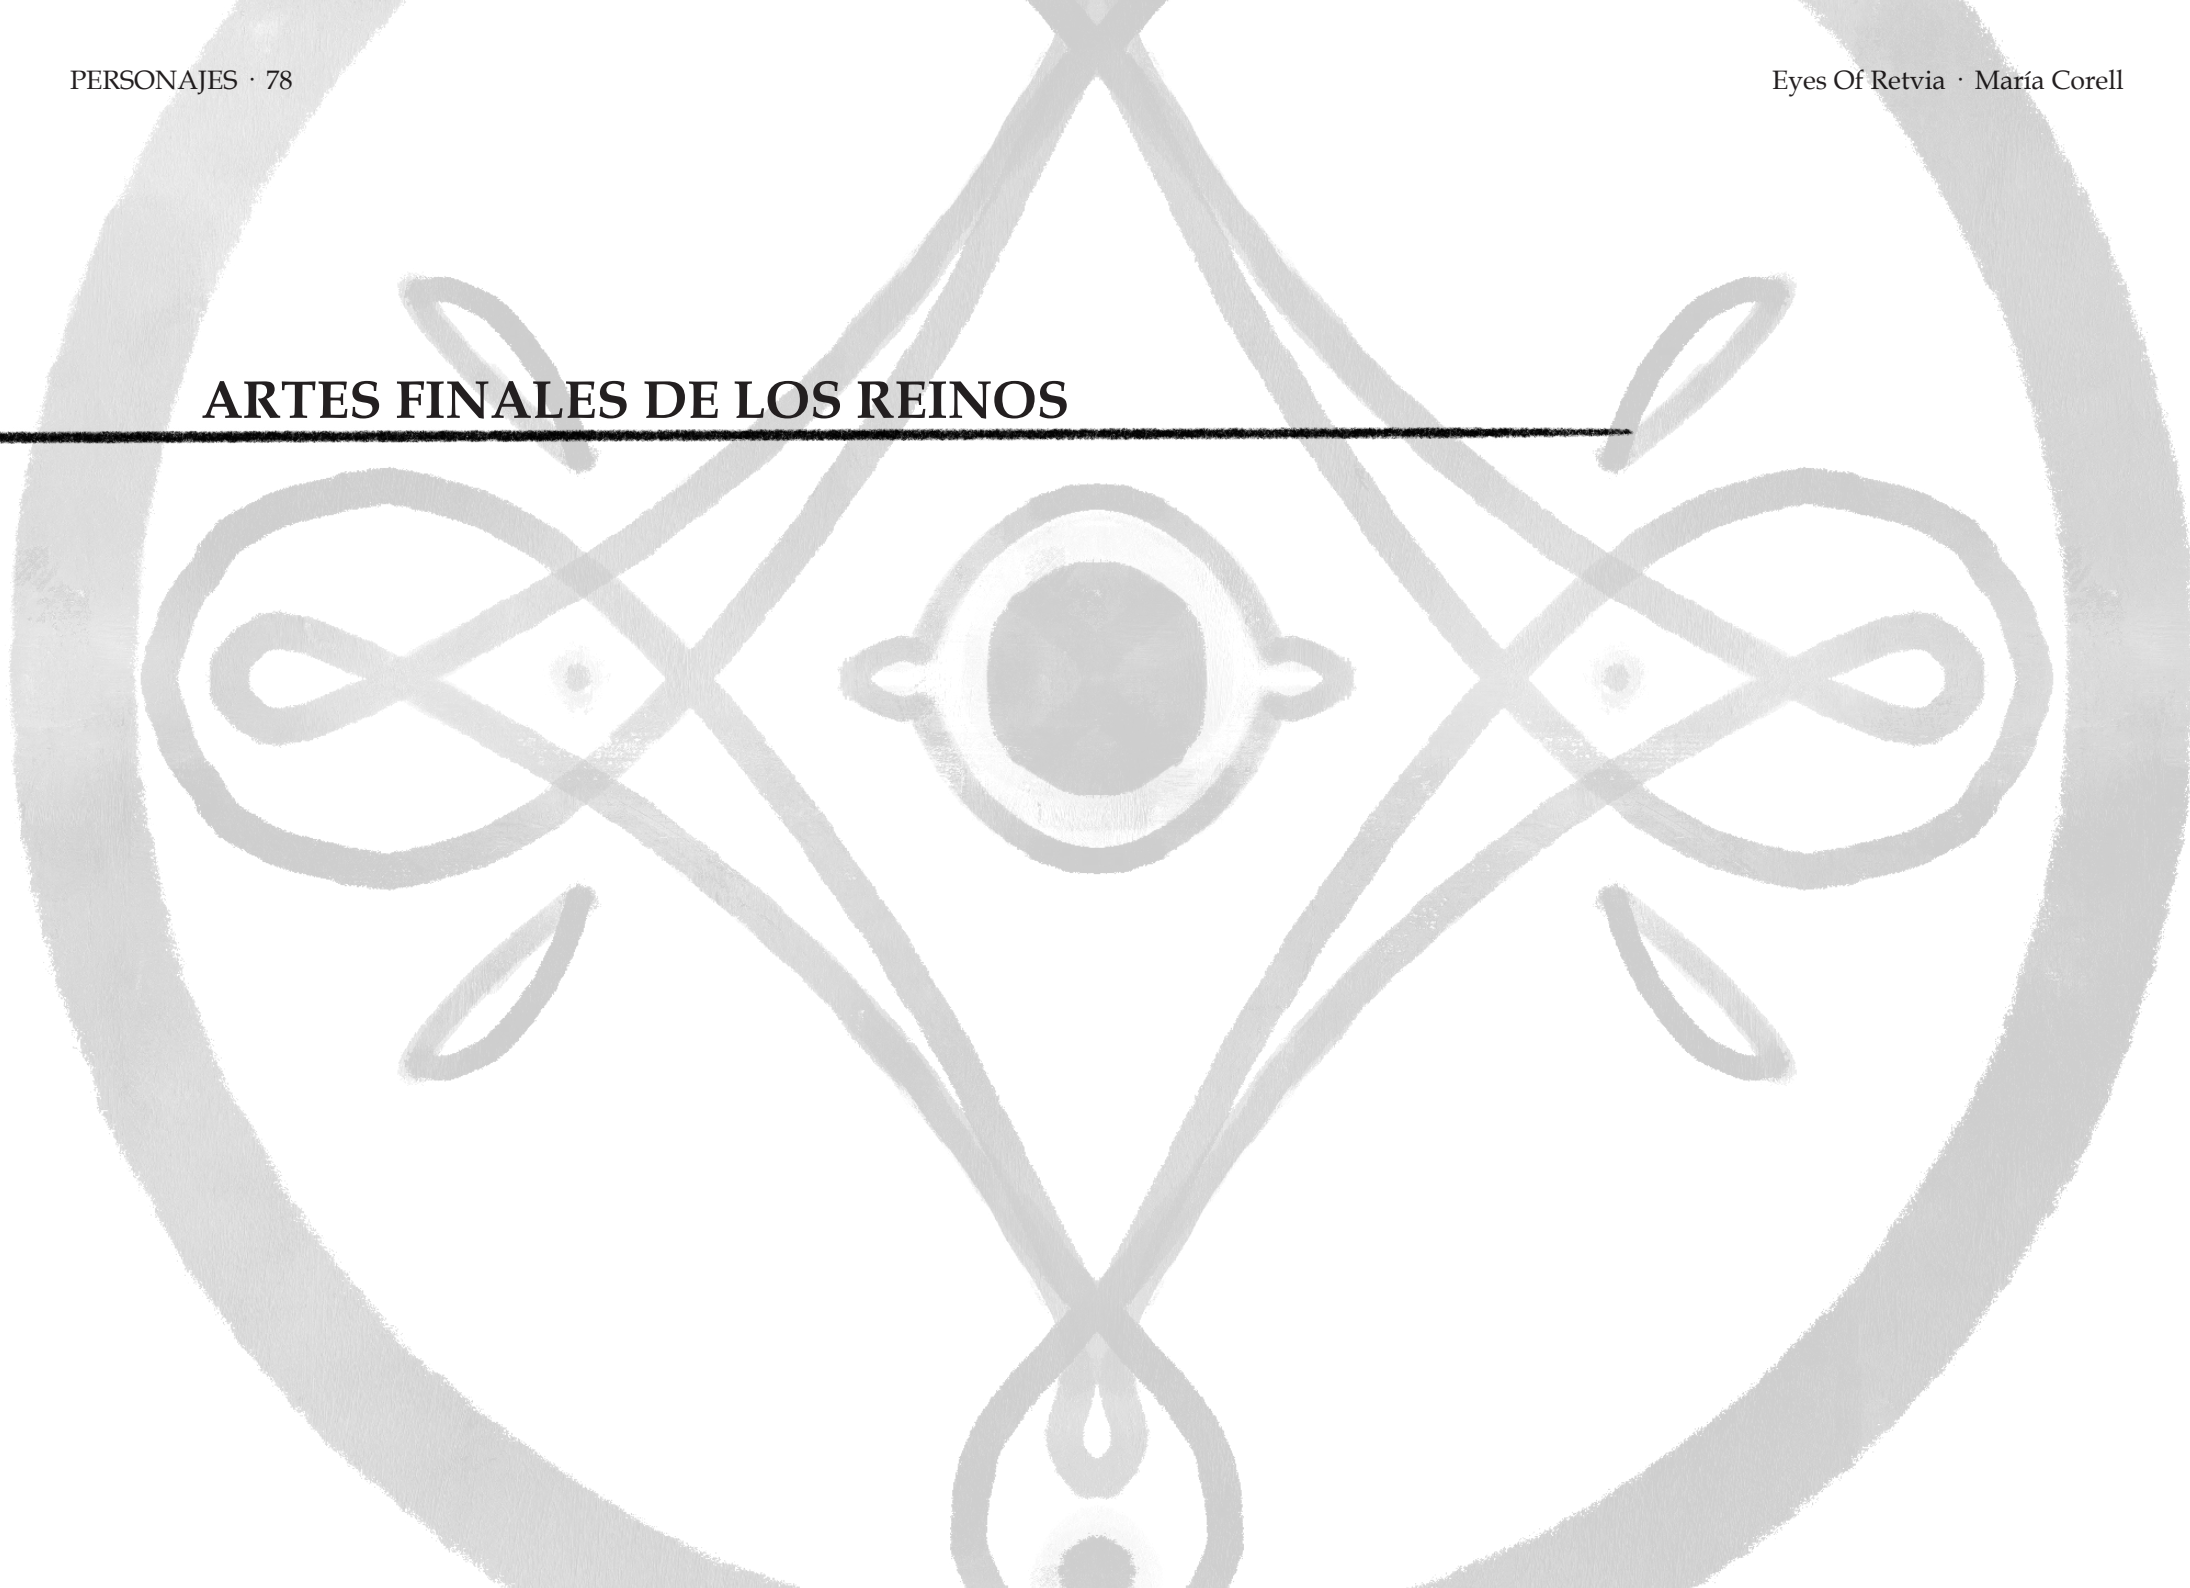 PERSONAJES · 78
Eyes Of Retvia · María Corell
ARTES FINALES DE LOS REINOS